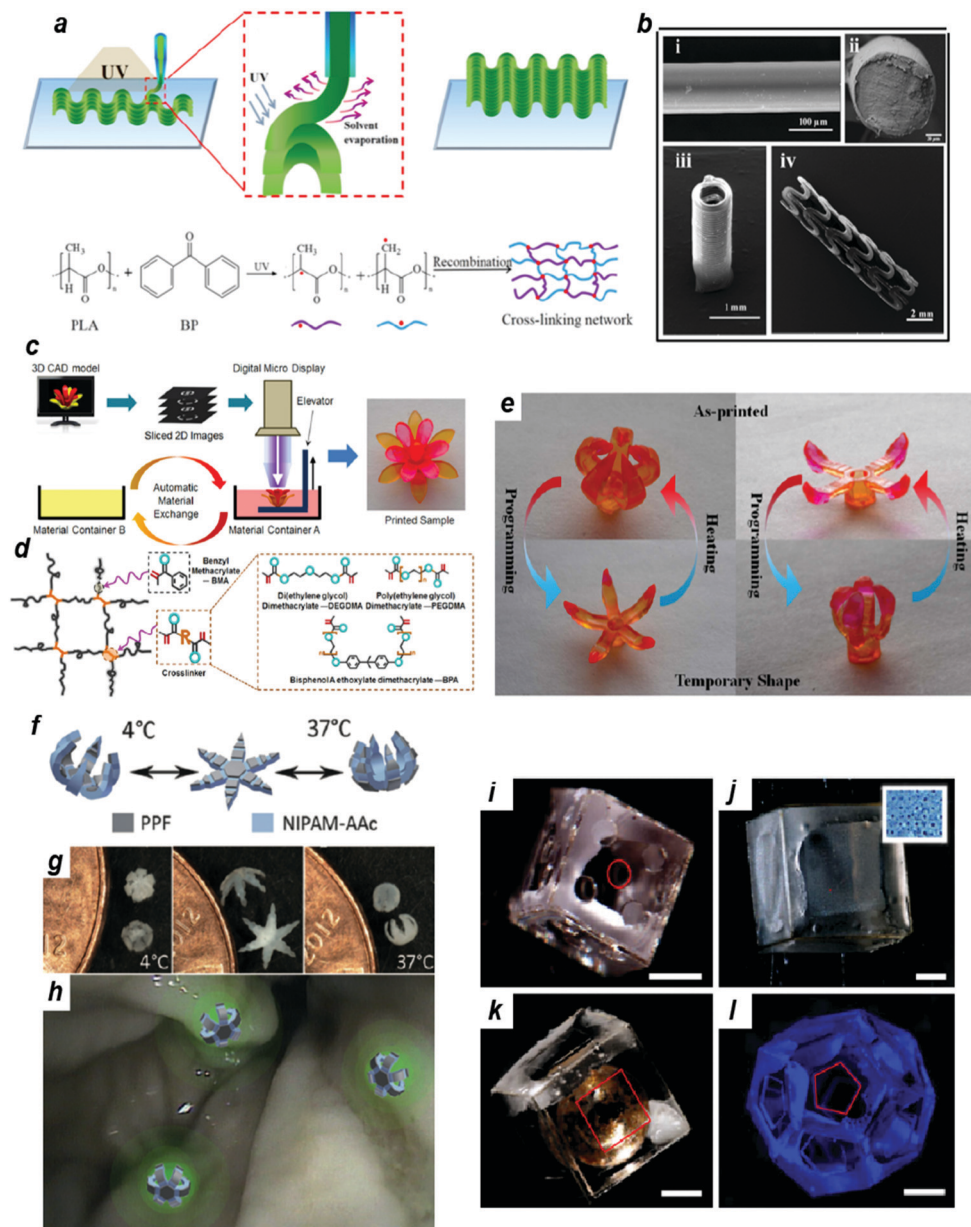 a
UV
UV
Solvent
evaporation
CH3
H
O
O
n
PLA
+
O
BP
UV
CH3
O
O
n
+
CH2
H
O
O
n
Recombination
Cross-linking network
b
i
100 µm
ii
iii
1 mm
iv
2 mm
c
3D CAD model
Sliced 2D Images
Digital Micro Display
Elevator
Automatic
Material
Exchange
Material Container B
Material Container A
Printed Sample
d
Benzyl
Methacrylate
— BMA
R
Crosslinker
Di(ethylene glycol)
Dimethacrylate —DEGDMA
Poly(ethylene glycol)
Dimethacrylate —PEGDMA
Bisphenol A ethoxylate dimethacrylate —BPA
e
As-printed
Programming
Heating
Programming
Heating
Temporary Shape
f
4°C
37°C
PPF
NIPAM-AAc
g
12
4°C
2012
2012
37°C
h
i
j
k
l